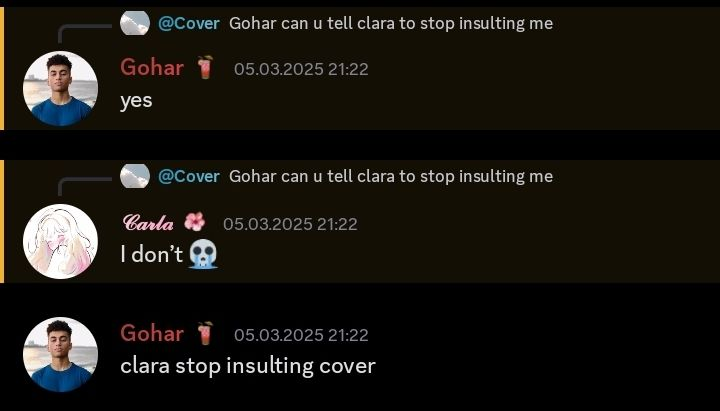 @Cover Gohar can u tell clara to stop insulting me
Gohar 🍹 05.03.2025 21:22
yes
@Cover Gohar can u tell clara to stop insulting me
𝓒𝓪𝓻𝓵𝓪 🌺 05.03.2025 21:22
I don't 😭
Gohar 🍹 05.03.2025 21:22
clara stop insulting cover